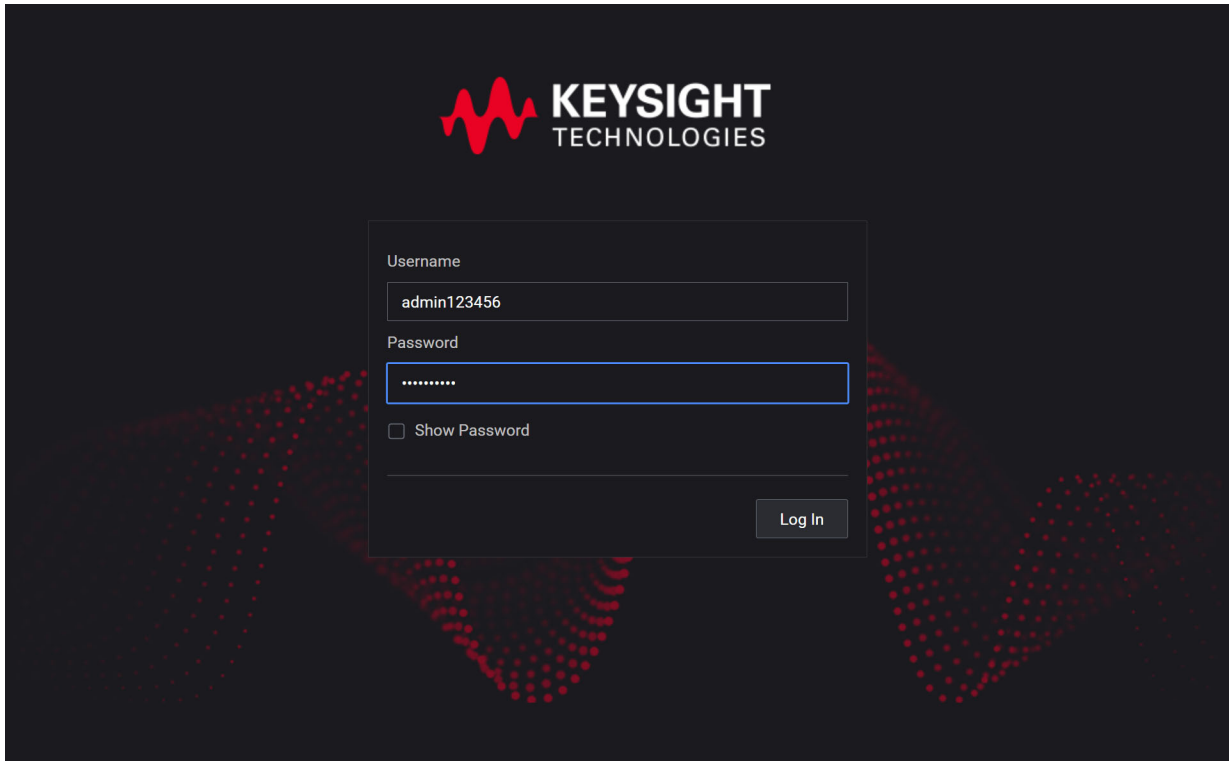 KEYSIGHT
TECHNOLOGIES
Username
admin123456
Password
••••••••••
Show Password
Log In